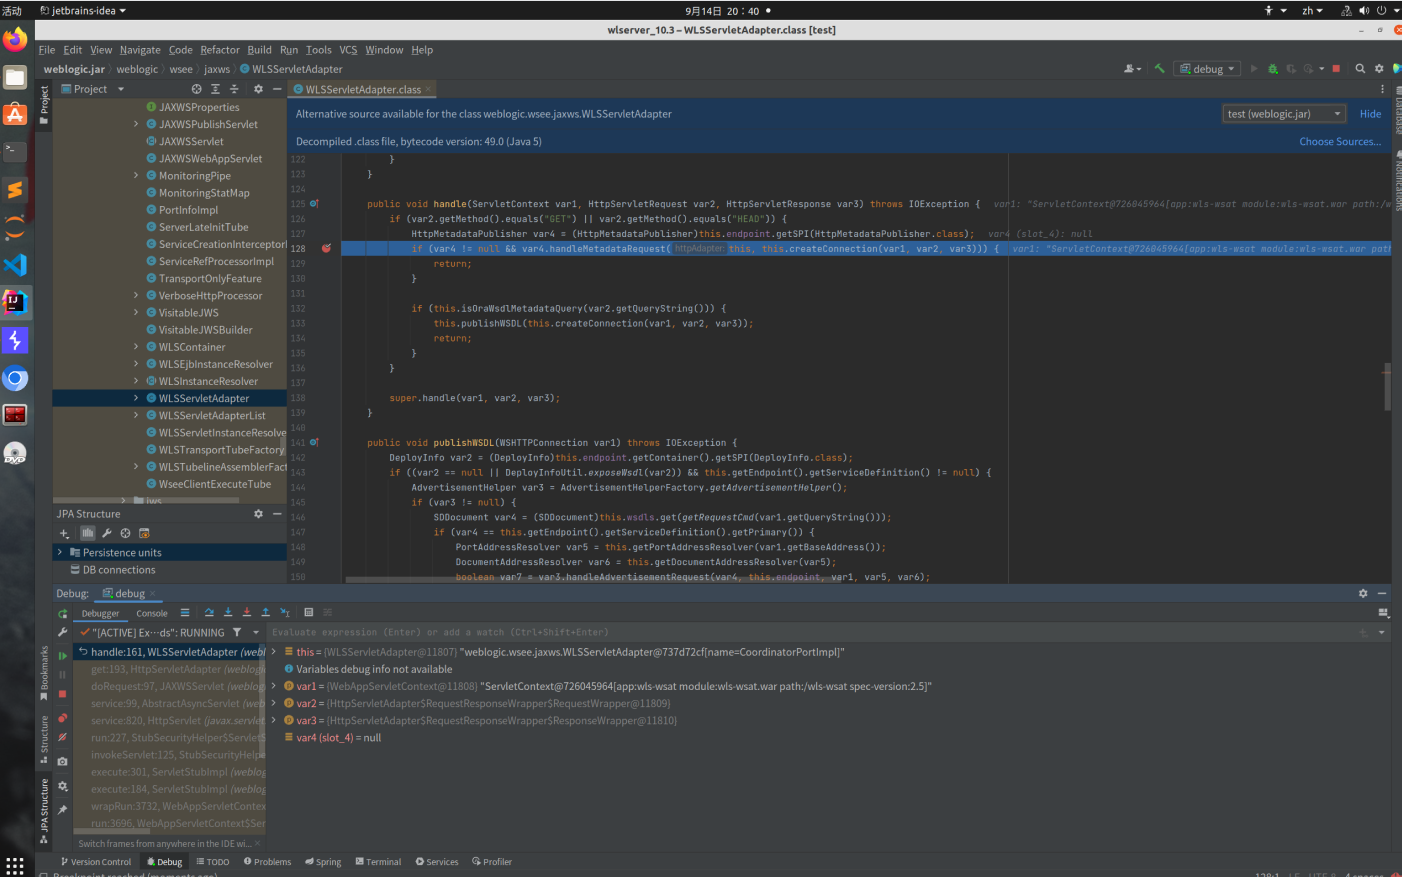 活动
jetbrains-idea
9月14日 20：40
zh
wlserver_10.3 – WLSServletAdapter.class [test]
File Edit View Navigate Code Refactor Build Run Tools VCS Window Help
weblogic.jar weblogic wsee jaxws WLSServletAdapter
debug
Project
WLSServletAdapter.class
JAXWSProperties
JAXWSPublishServlet
JAXWSServlet
JAXWSWebAppServlet
MonitoringPipe
MonitoringStatMap
PortInfoImpl
ServerLateInitTube
ServiceCreationInterceptor
ServiceRefProcessorImpl
TransportOnlyFeature
VerboseHttpProcessor
VisitableJWS
VisitableJWSBuilder
WLSContainer
WLSEjbInstanceResolver
WLSInstanceResolver
WLSServletAdapter
WLSServletAdapterList
WLSServletInstanceResolve
WLSTransportTubeFactory
WLSTubelineAssemblerFact
WseeClientExecuteTube
jws
Alternative source available for the class weblogic.wsee.jaxws.WLSServletAdapter
test (weblogic.jar)
Hide
Decompiled .class file, bytecode version: 49.0 (Java 5)
Choose Sources...
122 }
123 }
124
125 public void handle(ServletContext var1, HttpServletRequest var2, HttpServletResponse var3) throws IOException { var1: "ServletContext@726045964[app:wls-wsat module:wls-wsat.war path:/w
126 if (var2.getMethod().equals("GET") || var2.getMethod().equals("HEAD")) {
127 HttpMetadataPublisher var4 = (HttpMetadataPublisher)this.endpoint.getSPI(HttpMetadataPublisher.class); var4 (slot_4): null
128 if (var4 != null && var4.handleMetadataRequest( httpAdapter: this, this.createConnection(var1, var2, var3))) { var1: "ServletContext@726045964[app:wls-wsat module:wls-wsat.war pat
129 return;
130 }
131
132 if (this.isOraWsdlMetadataQuery(var2.getQueryString())) {
133 this.publishWSDL(this.createConnection(var1, var2, var3));
134 return;
135 }
136 }
137
138 super.handle(var1, var2, var3);
139 }
140
141 public void publishWSDL(WSHTTPConnection var1) throws IOException {
142 DeployInfo var2 = (DeployInfo)this.endpoint.getContainer().getSPI(DeployInfo.class);
143 if ((var2 == null || DeployInfoUtil.exposeWsdl(var2)) && this.getEndpoint().getServiceDefinition() != null) {
144 AdvertisementHelper var3 = AdvertisementHelperFactory.getAdvertisementHelper();
145 if (var3 != null) {
146 SDDocument var4 = (SDDocument)this.wsdls.get(getRequestCmd(var1.getQueryString()));
147 if (var4 == this.getEndpoint().getServiceDefinition().getPrimary()) {
148 PortAddressResolver var5 = this.getPortAddressResolver(var1.getBaseAddress());
149 DocumentAddressResolver var6 = this.getDocumentAddressResolver(var5);
150 boolean var7 = var3.handleAdvertisementRequest(var4, this.endpoint, var1, var5, var6);
Project
Database
Notifications
JPA Structure
Persistence units
DB connections
Debug: debug
Debugger Console
"[ACTIVE] Ex···ds": RUNNING
Evaluate expression (Enter) or add a watch (Ctrl+Shift+Enter)
handle:161, WLSServletAdapter (webl
get:193, HttpServletAdapter (weblogi
doRequest:97, JAXWSServlet (weblog
service:99, AbstractAsyncServlet (we
service:820, HttpServlet (javax.servlet
run:227, StubSecurityHelper$ServletS
invokeServlet:125, StubSecurityHelp
execute:301, ServletStubImpl (weblog
execute:184, ServletStubImpl (weblog
wrapRun:3732, WebAppServletContex
run:3696, WebAppServletContext$Ser
Switch frames from anywhere in the IDE wi...
this = {WLSServletAdapter@11807} "weblogic.wsee.jaxws.WLSServletAdapter@737d72cf[name=CoordinatorPortImpl]"
Variables debug info not available
var1 = {WebAppServletContext@11808} "ServletContext@726045964[app:wls-wsat module:wls-wsat.war path:/wls-wsat spec-version:2.5]"
var2 = {HttpServletAdapter$RequestResponseWrapper$RequestWrapper@11809}
var3 = {HttpServletAdapter$RequestResponseWrapper$ResponseWrapper@11810}
var4 (slot_4) = null
Bookmarks
Structure
JPA Structure
Version Control Debug TODO Problems Spring Terminal Services Profiler
Breakpoint reached (moments ago)
128:1 LF UTF-8 4 spaces